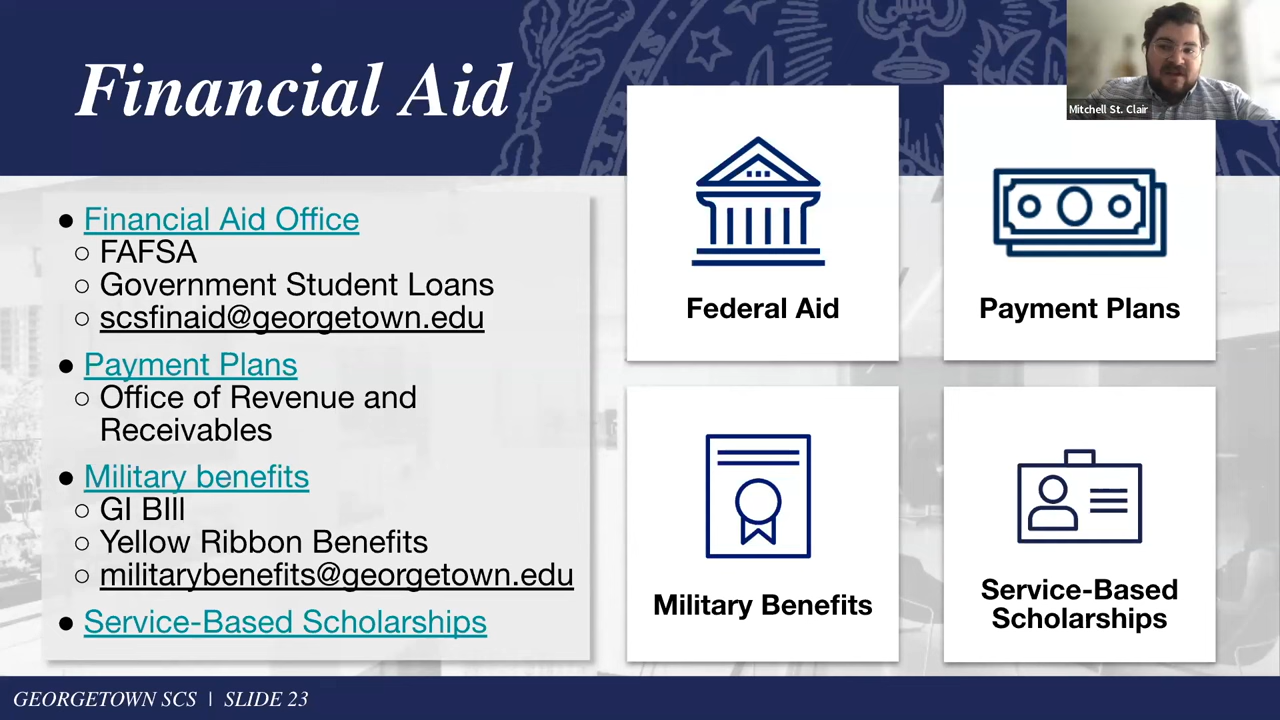 Financial Aid
Mitchell St. Clair
● Financial Aid Office
○ FAFSA
○ Government Student Loans
○ scsfinaid@georgetown.edu
● Payment Plans
○ Office of Revenue and
Receivables
● Military benefits
○ GI BIll
○ Yellow Ribbon Benefits
○ militarybenefits@georgetown.edu
● Service-Based Scholarships
Federal Aid
Payment Plans
Military Benefits
Service-Based
Scholarships
GEORGETOWN SCS | SLIDE 23